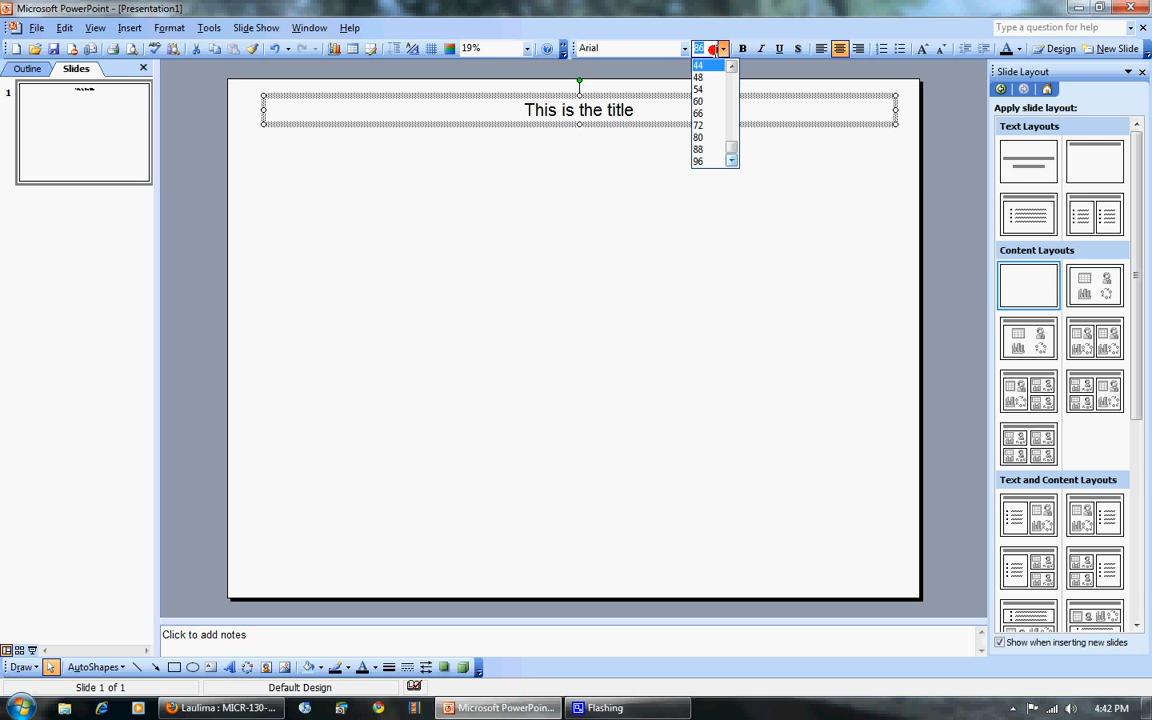 Microsoft PowerPoint - [Presentation1]
File Edit View Insert Format Tools Slide Show Window Help
Type a question for help
19%
Arial
Design
New Slide
Outline
Slides
1
44
48
54
60
66
72
80
88
96
This is the title
Slide Layout
Apply slide layout:
Text Layouts
Content Layouts
Text and Content Layouts
Show when inserting new slides
Click to add notes
Draw AutoShapes
Slide 1 of 1
Default Design
Laulima : MICR-130-...
Microsoft PowerPoin...
Flashing
4:42 PM